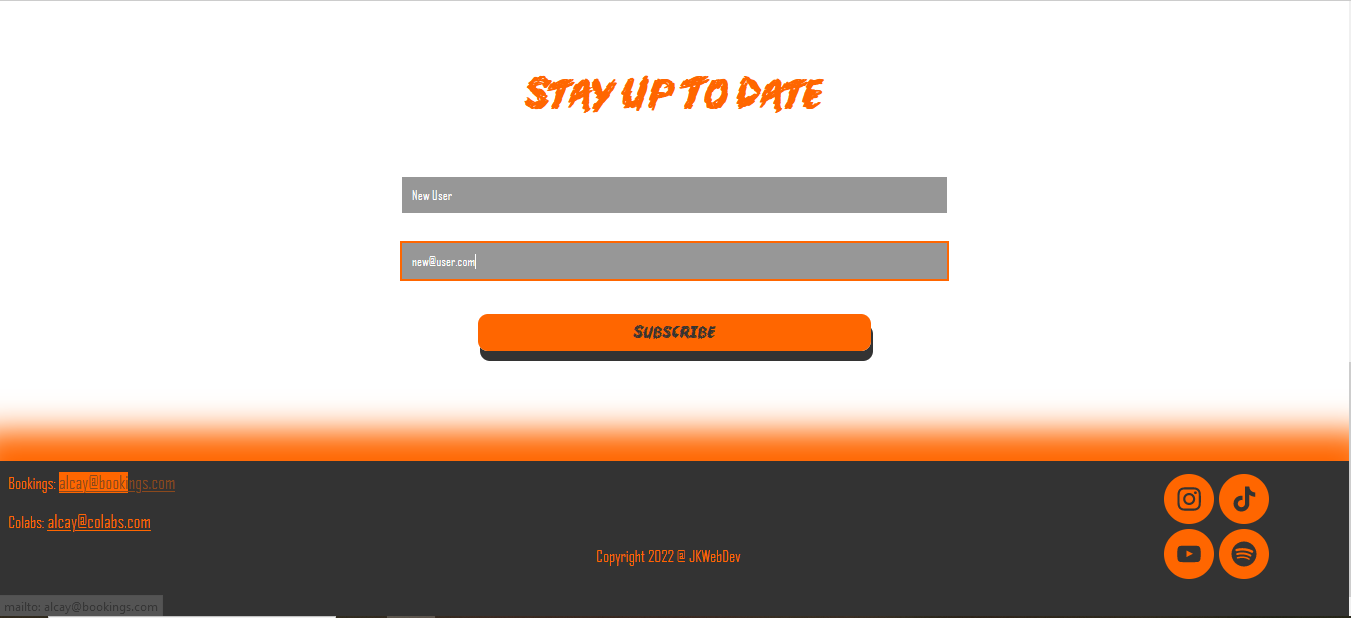 STAY UP TO DATE
New User
new@user.com
SUBSCRIBE
Bookings: alcay@bookings.com
Colabs: alcay@colabs.com
Copyright 2022 @ JKWebDev
mailto: alcay@bookings.com